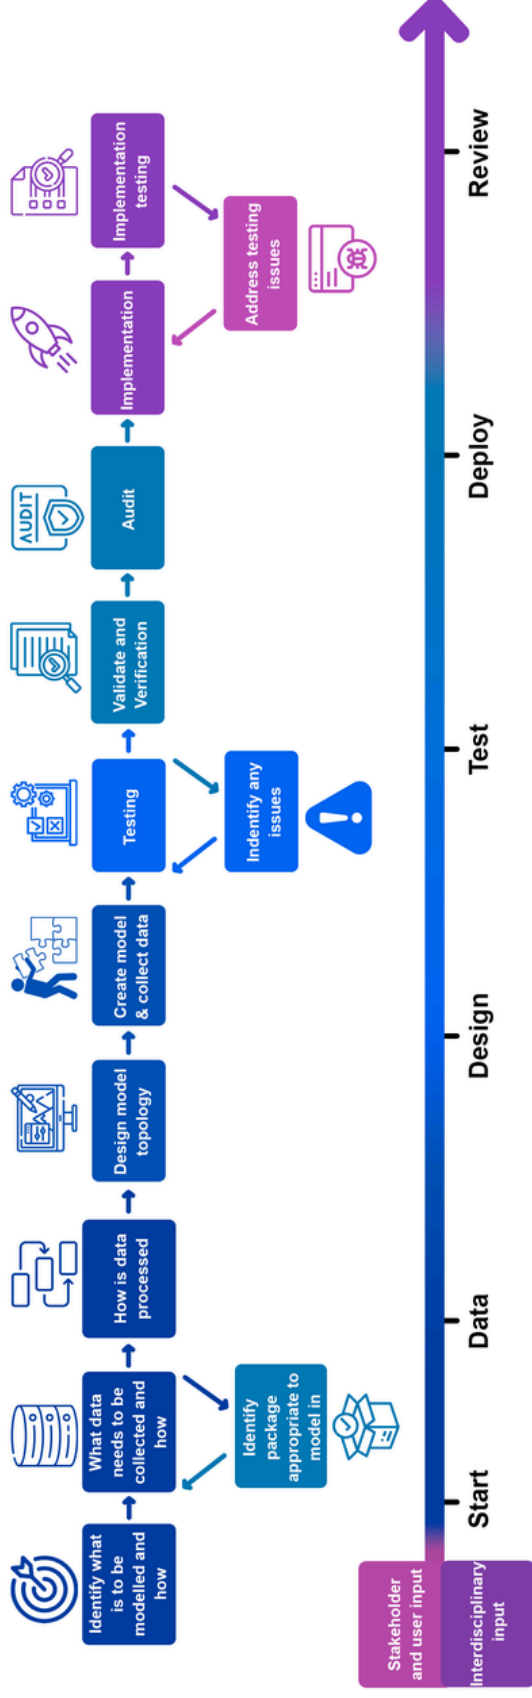 Identify what
is to be
modelled and
how
What data
needs to be
collected and
how
Identify
package
appropriate to
model in
How is data
processed
Design model
topology
Create model
& collect data
Testing
Indentify any
issues
Validate and
Verification
AUDIT
Audit
Implementation
Implementation
testing
Address testing
issues
Stakeholder
and user input
Interdisciplinary
input
Start
Data
Design
Test
Deploy
Review